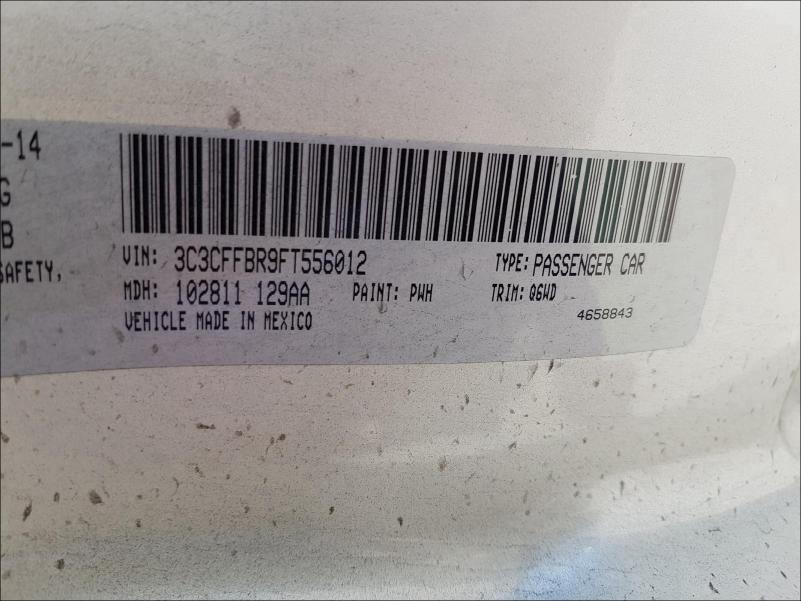 -14
G
B
SAFETY,
VIN: 3C3CFFBR9FT556012 TYPE: PASSENGER CAR
MDH: 102811 129AA PAINT: PWH TRIM: Q6WD
VEHICLE MADE IN MEXICO 4658843